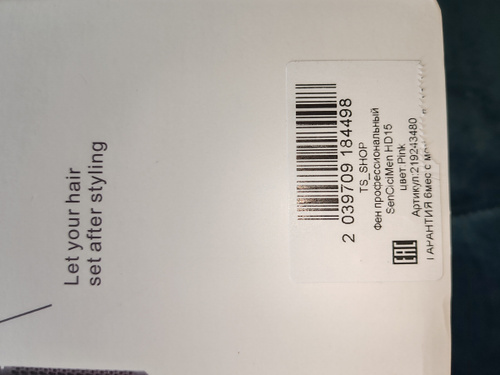 Let your hair
set after styling
2 039709 184498
TS_SHOP
Фен профессиональный
SenCiciMen HD15
цвет Pink
Артикул:219243480
EAC
ГАРАНТИЯ 6мес с